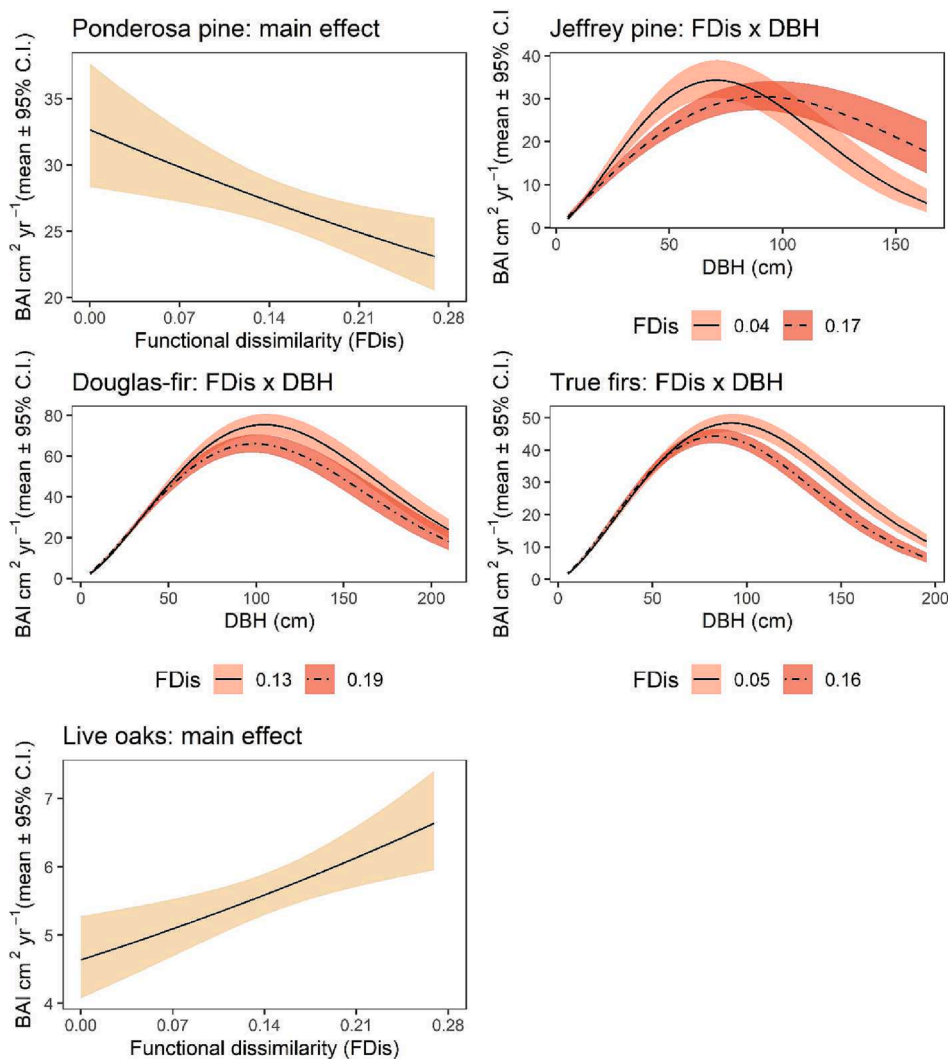 Ponderosa pine: main effect
BAI cm² yr⁻¹(mean ± 95% C.I.)
35
30
25
20
0.00 0.07 0.14 0.21 0.28
Functional dissimilarity (FDis)
Jeffrey pine: FDis x DBH
BAI cm² yr⁻¹(mean ± 95% C.I
40
30
20
10
0
0 50 100 150
DBH (cm)
FDis 0.04 0.17
Douglas-fir: FDis x DBH
BAI cm² yr⁻¹(mean ± 95% C.I.)
80
60
40
20
0
0 50 100 150 200
DBH (cm)
FDis 0.13 0.19
True firs: FDis x DBH
BAI cm² yr⁻¹(mean ± 95% C.I.)
50
40
30
20
10
0
0 50 100 150 200
DBH (cm)
FDis 0.05 0.16
Live oaks: main effect
BAI cm² yr⁻¹(mean ± 95% C.I.)
7
6
5
4
0.00 0.07 0.14 0.21 0.28
Functional dissimilarity (FDis)